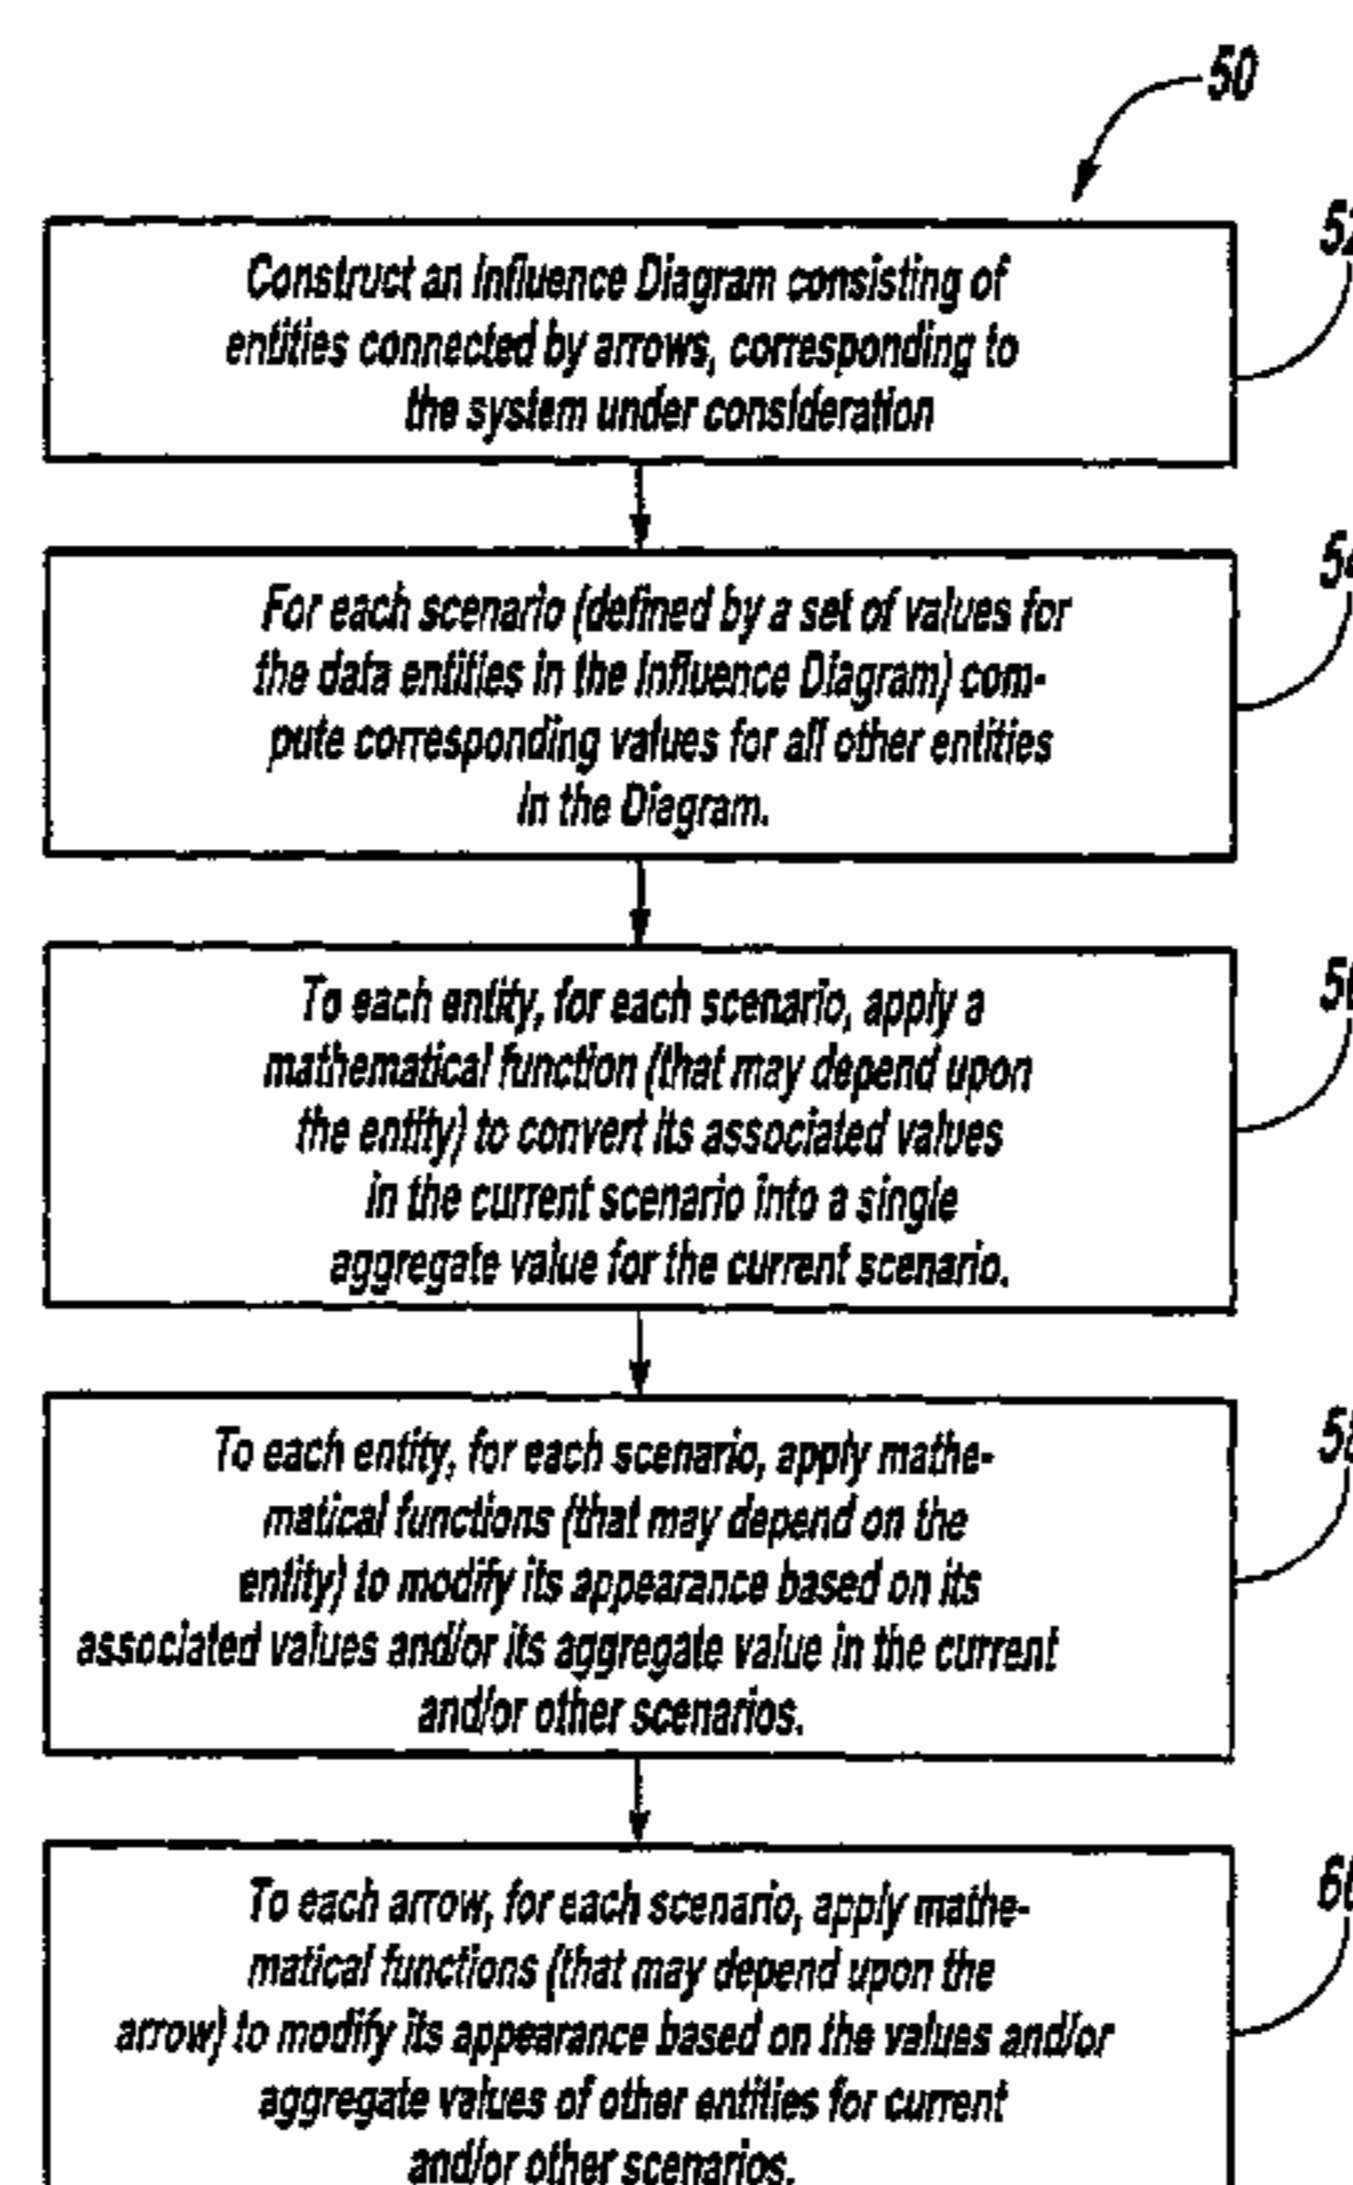 50
52
Construct an Influence Diagram consisting of
entities connected by arrows, corresponding to
the system under consideration
54
For each scenario (defined by a set of values for
the data entities in the Influence Diagram) com-
pute corresponding values for all other entities
in the Diagram.
56
To each entity, for each scenario, apply a
mathematical function (that may depend upon
the entity) to convert its associated values
in the current scenario into a single
aggregate value for the current scenario.
58
To each entity, for each scenario, apply mathe-
matical functions (that may depend on the
entity) to modify its appearance based on its
associated values and/or its aggregate value in the current
and/or other scenarios.
60
To each arrow, for each scenario, apply mathe-
matical functions (that may depend upon the
arrow) to modify its appearance based on the values and/or
aggregate values of other entities for current
and/or other scenarios.